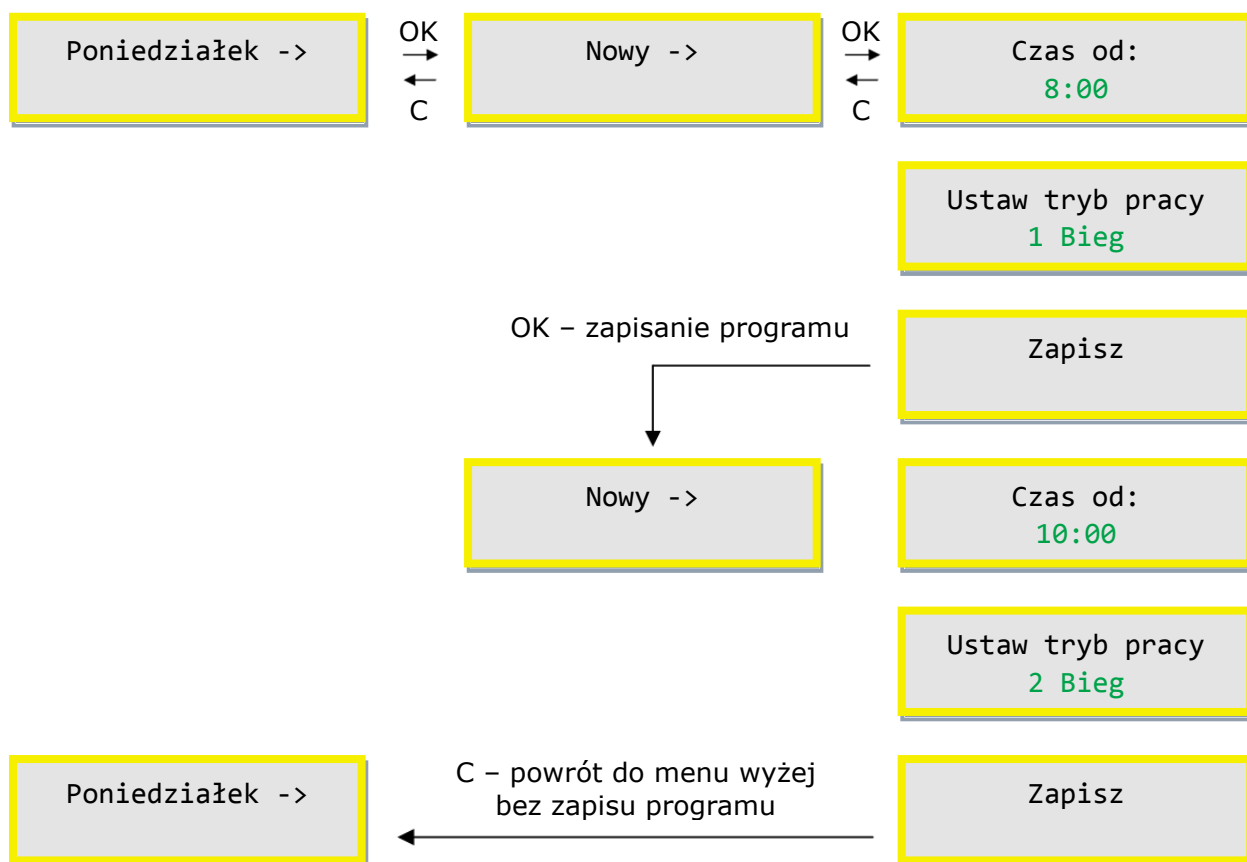 Poniedziałek ->
OK
C
Nowy ->
OK
C
Czas od:
8:00
Ustaw tryb pracy
1 Bieg
OK – zapisanie programu
Zapisz
Nowy ->
Czas od:
10:00
Ustaw tryb pracy
2 Bieg
Poniedziałek ->
C – powrót do menu wyżej
bez zapisu programu
Zapisz